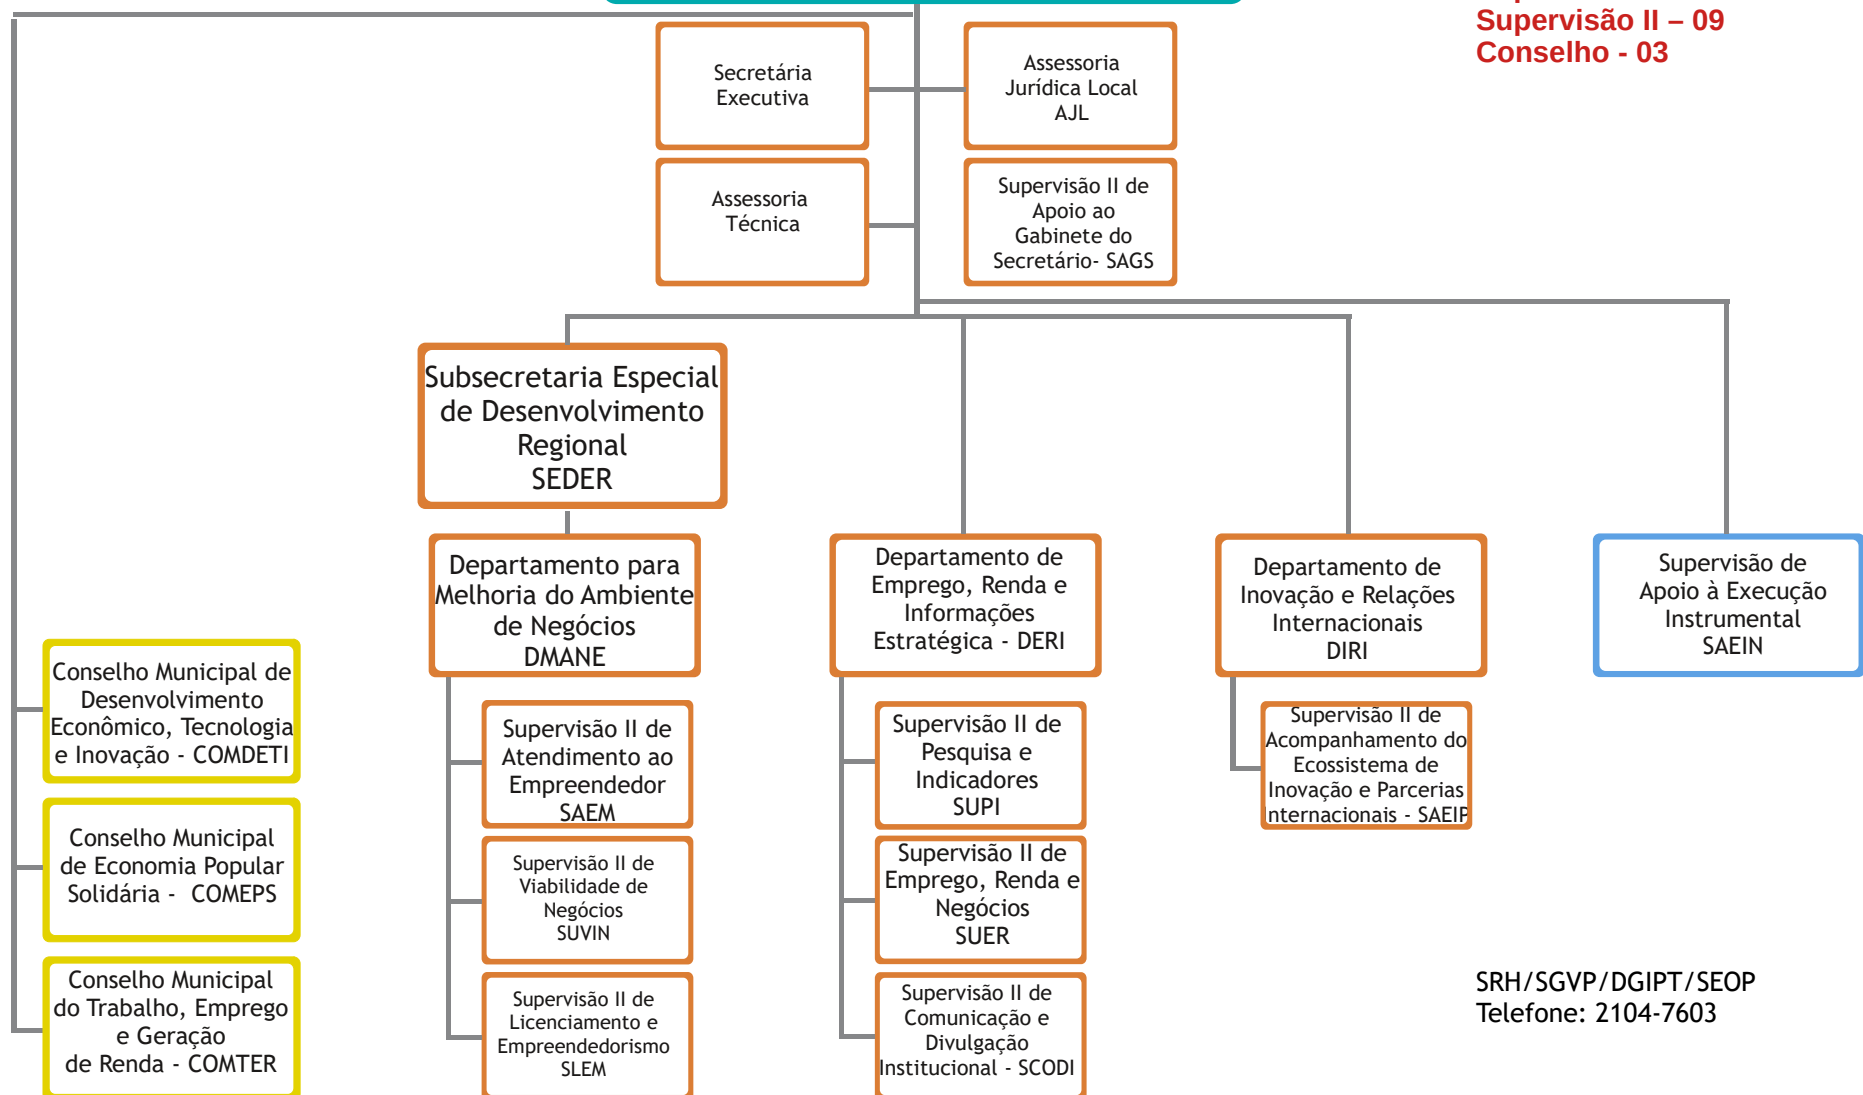 Supervisão II – 09
Conselho - 03
Secretária
Executiva
Assessoria
Jurídica Local
AJL
Assessoria
Técnica
Supervisão II de
Apoio ao
Gabinete do
Secretário- SAGS
Subsecretaria Especial
de Desenvolvimento
Regional
SEDER
Departamento para
Melhoria do Ambiente
de Negócios
DMANE
Departamento de
Emprego, Renda e
Informações
Estratégica - DERI
Departamento de
Inovação e Relações
Internacionais
DIRI
Supervisão de
Apoio à Execução
Instrumental
SAEIN
Conselho Municipal de
Desenvolvimento
Econômico, Tecnologia
e Inovação - COMDETI
Conselho Municipal
de Economia Popular
Solidária - COMEPS
Conselho Municipal
do Trabalho, Emprego
e Geração
de Renda - COMTER
Supervisão II de
Atendimento ao
Empreendedor
SAEM
Supervisão II de
Viabilidade de
Negócios
SUVIN
Supervisão II de
Licenciamento e
Empreendedorismo
SLEM
Supervisão II de
Pesquisa e
Indicadores
SUPI
Supervisão II de
Emprego, Renda e
Negócios
SUER
Supervisão II de
Comunicação e
Divulgação
Institucional - SCODI
Supervisão II de
Acompanhamento do
Ecossistema de
Inovação e Parcerias
Internacionais - SAEIP
SRH/SGVP/DGIPT/SEOP
Telefone: 2104-7603